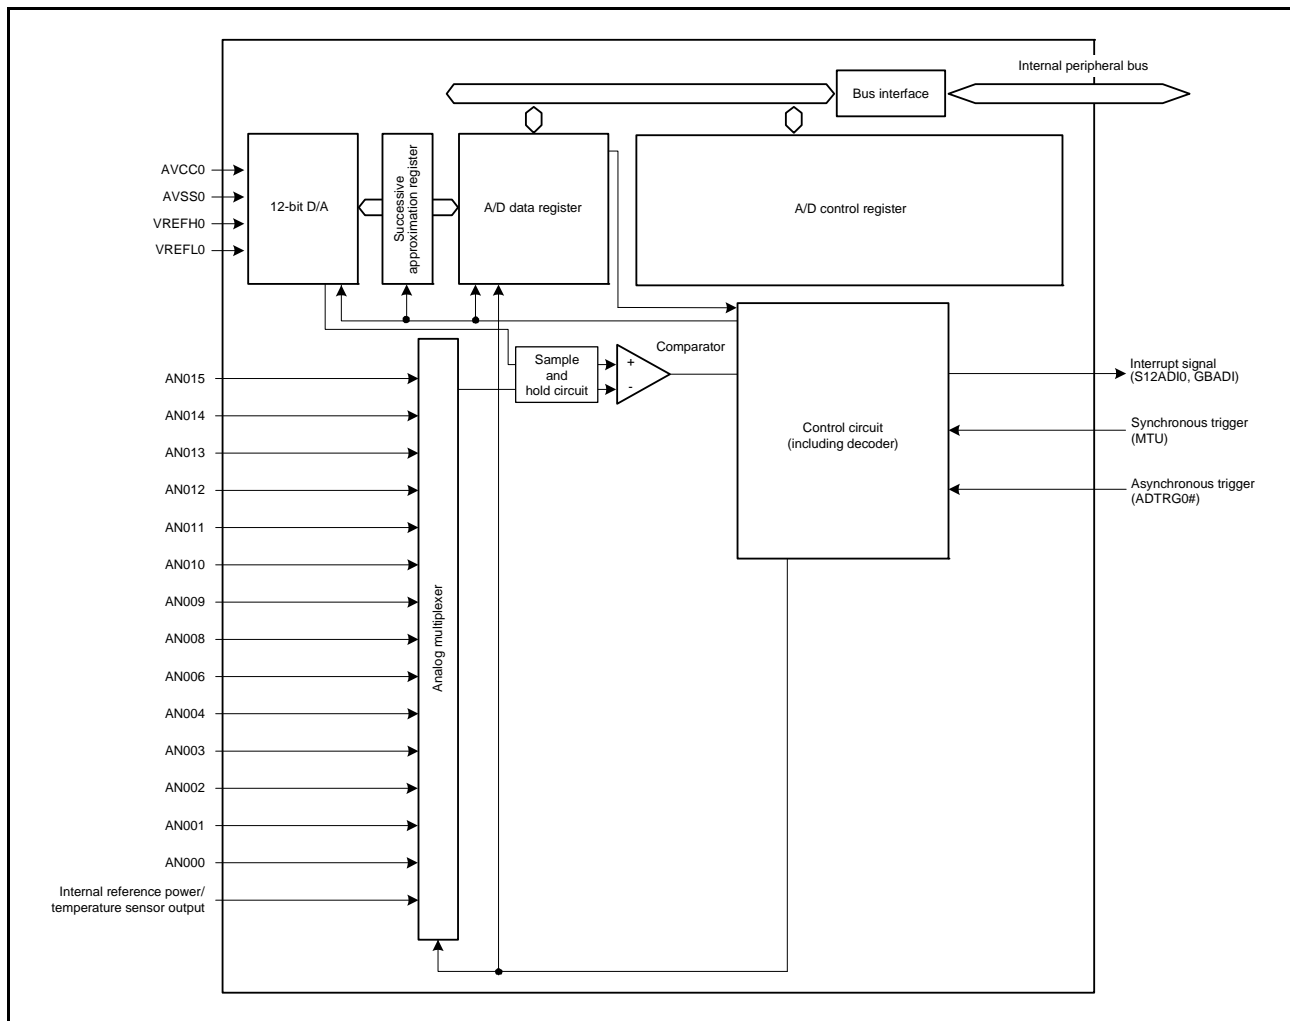 Internal peripheral bus
Bus interface
AVCC0
AVSS0
VREFH0
VREFL0
12-bit D/A
Successive
approximation register
A/D data register
A/D control register
Comparator
Sample
and
hold circuit
+
-
Control circuit
(including decoder)
Interrupt signal
(S12ADI0, GBADI)
Synchronous trigger
(MTU)
Asynchronous trigger
(ADTRG0#)
Analog multiplexer
AN015
AN014
AN013
AN012
AN011
AN010
AN009
AN008
AN006
AN004
AN003
AN002
AN001
AN000
Internal reference power/
temperature sensor output